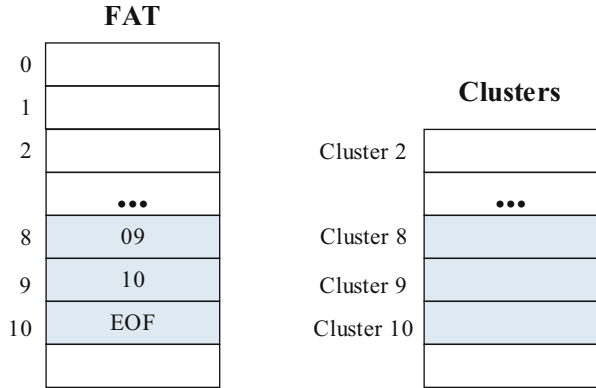 FAT
0
1
2
...
8 09
9 10
10 EOF
Clusters
Cluster 2
...
Cluster 8
Cluster 9
Cluster 10